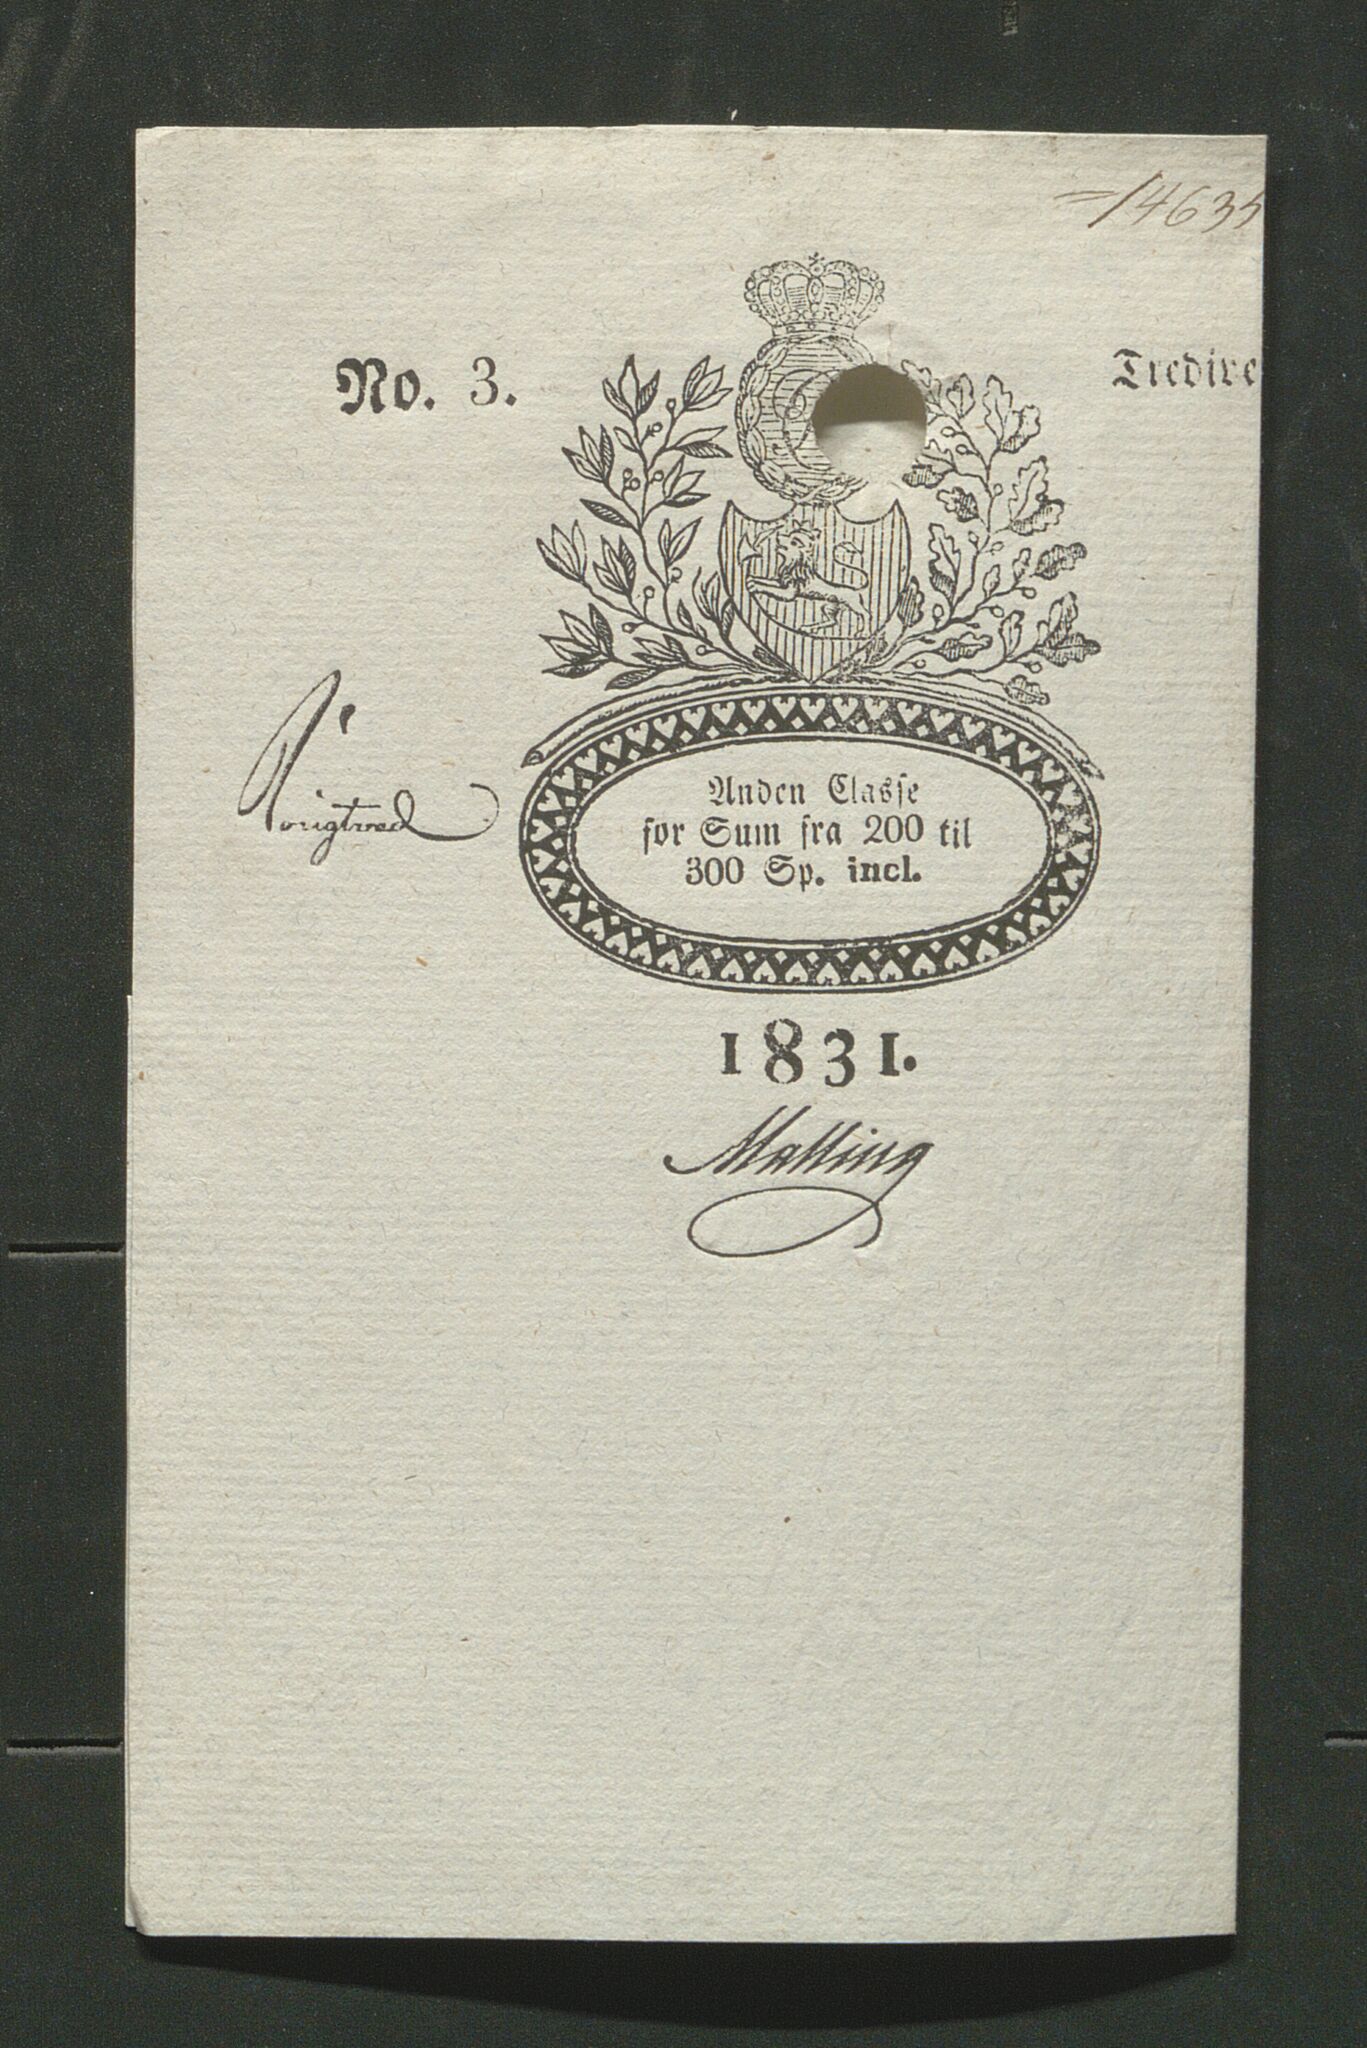 14635
No. 3.
Tredive
Anden Classe
for Sum fra 200 til
300 Sp. incl.
1831.
Malling